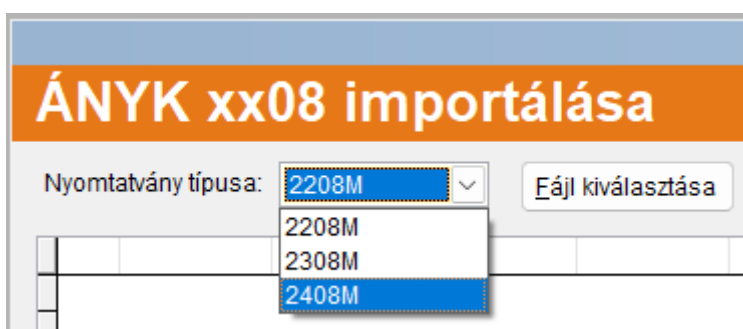 ÁNYK xx08 importálása
Nyomtatvány típusa: 2208M Fájl kiválasztása
2208M
2308M
2408M